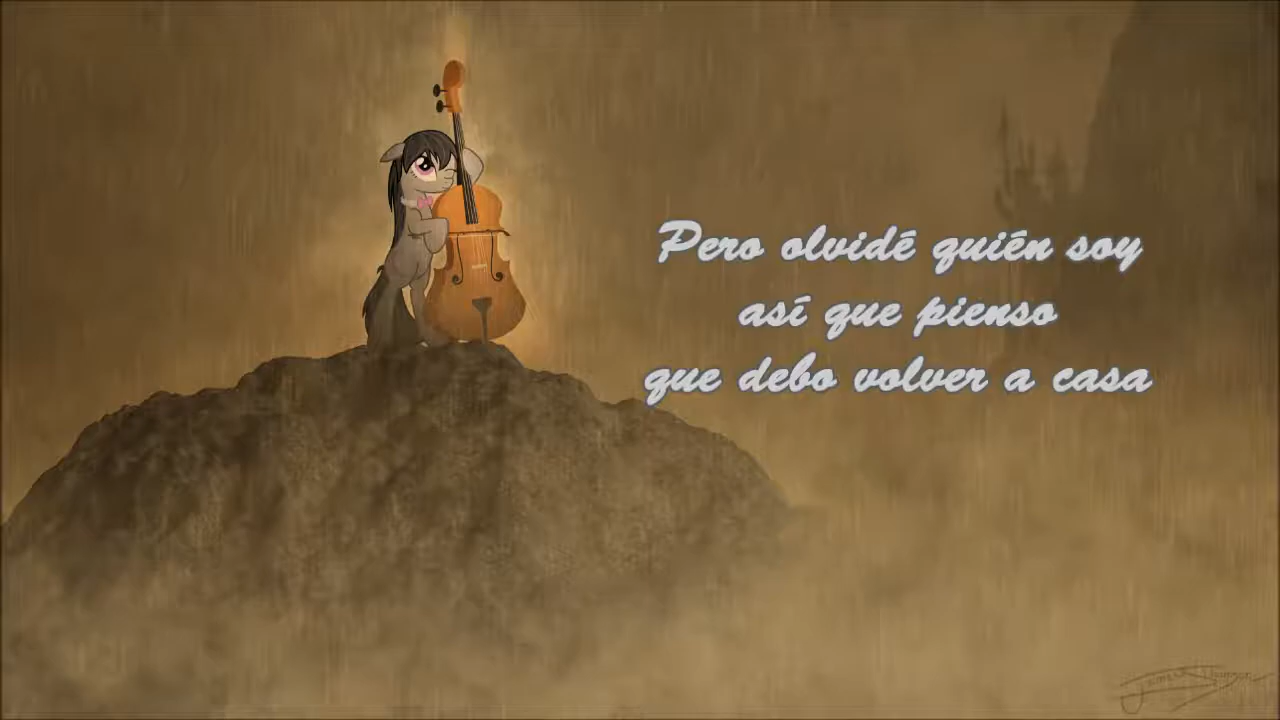 Pero olvidé quién soy
así que pienso
que debo volver a casa